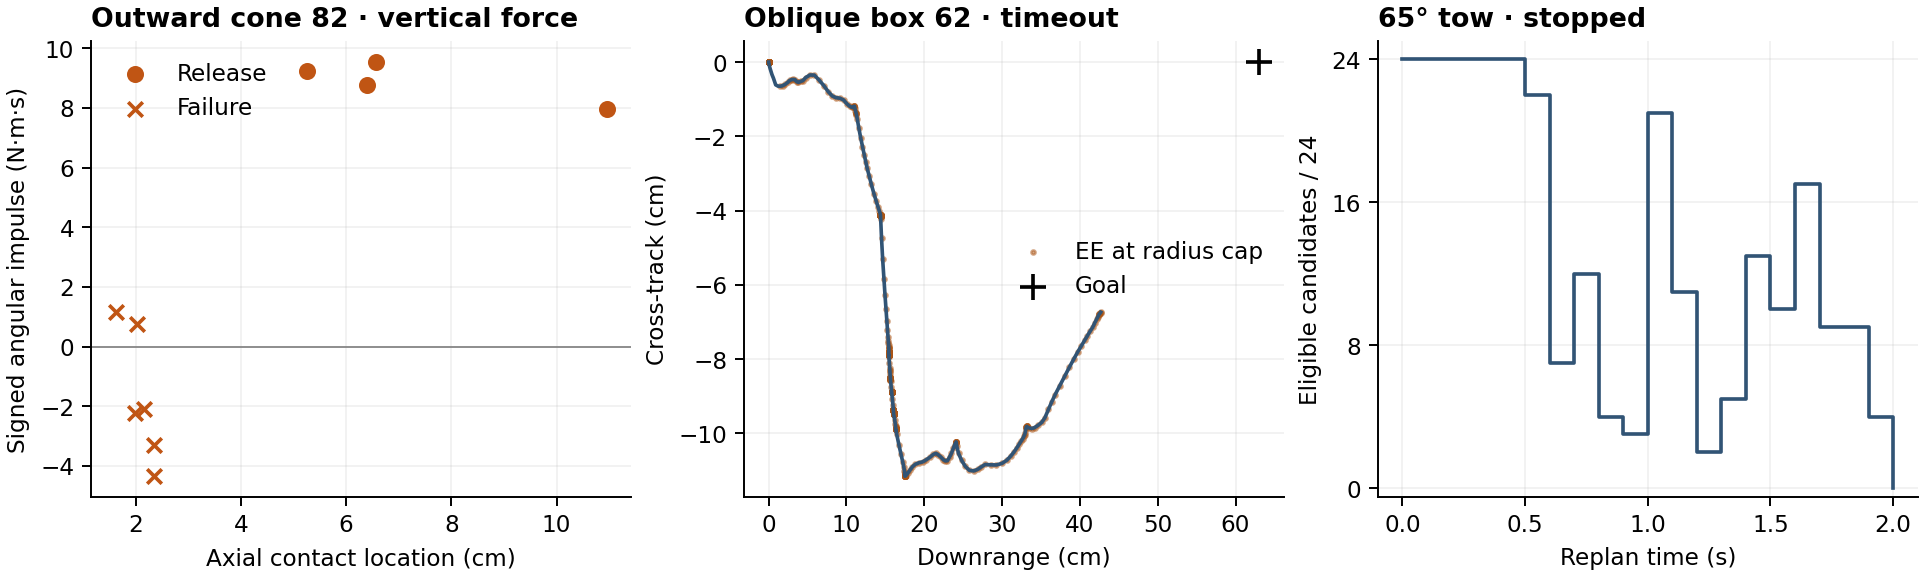 Outward cone 82 · vertical force
Signed angular impulse (N·m·s)
10
8
6
4
2
0
−2
−4
Release
Failure
2
4
6
8
10
Axial contact location (cm)
Oblique box 62 · timeout
Cross-track (cm)
0
−2
−4
−6
−8
−10
EE at radius cap
Goal
0
10
20
30
40
50
60
Downrange (cm)
65° tow · stopped
Eligible candidates / 24
24
16
8
0
0.0
0.5
1.0
1.5
2.0
Replan time (s)